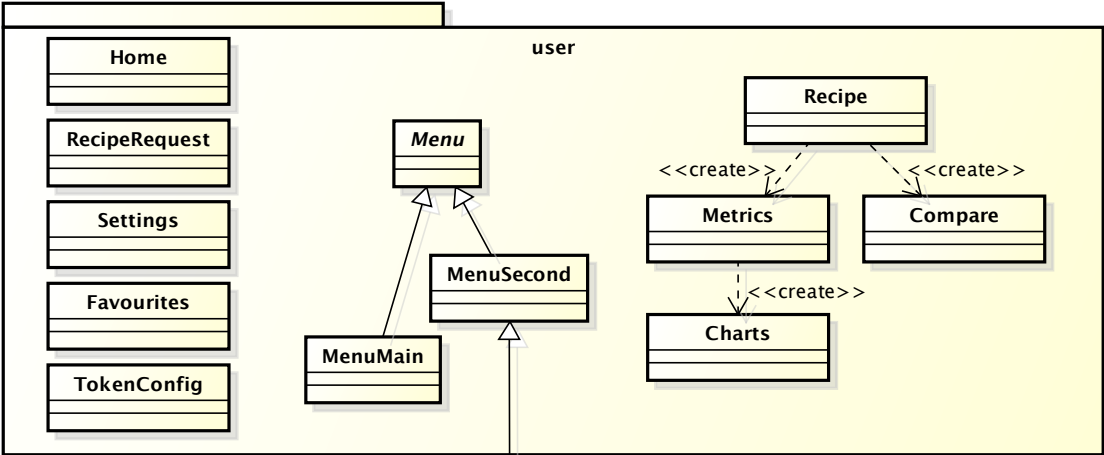 user
Home
RecipeRequest
Settings
Favourites
TokenConfig
Menu
MenuSecond
MenuMain
Recipe
<<create>>
<<create>>
Metrics
Compare
<<create>>
Charts